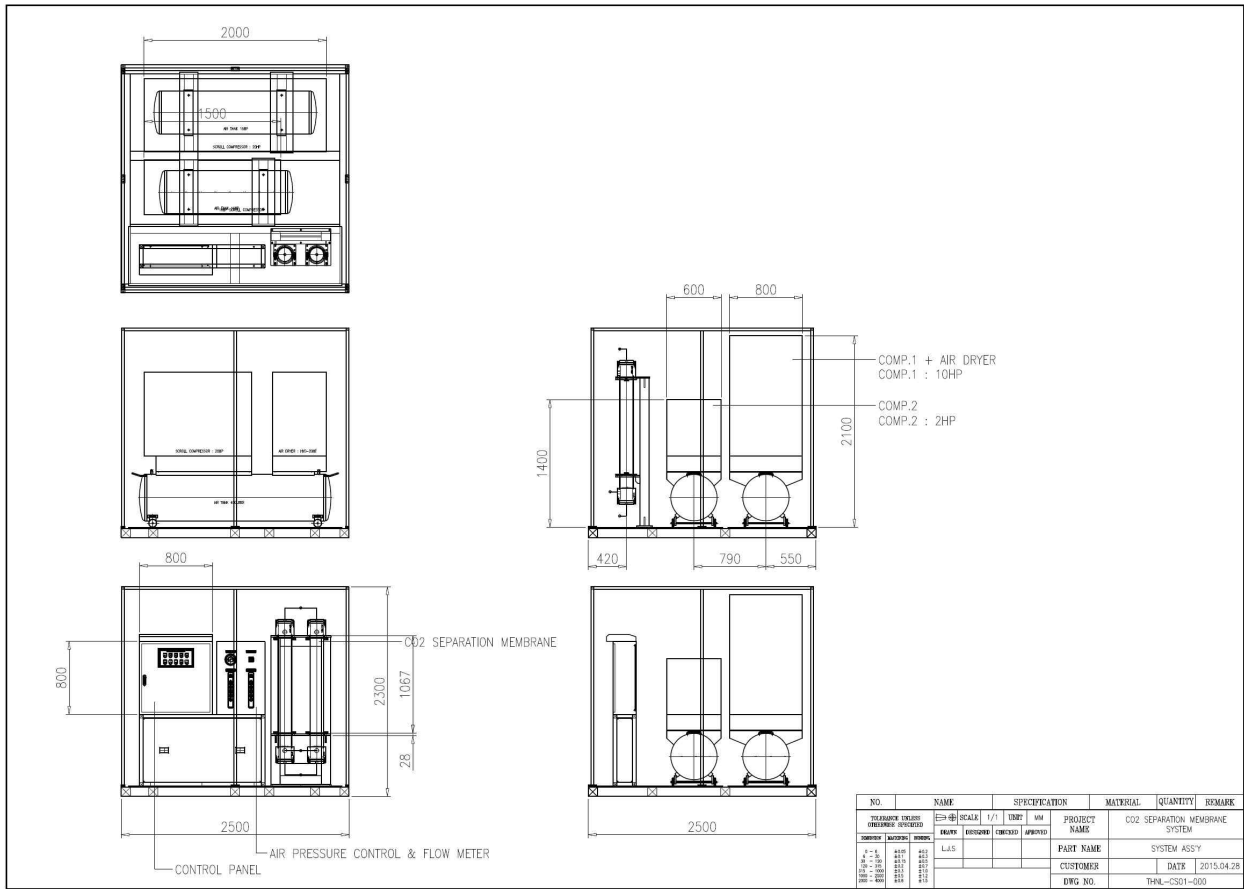 2000
1500
AIR TANK 10HP
SCROLL COMPRESSOR : 20HP
SCROLL COMPRESSOR : 20HP
AIR TANK
600
800
COMP.1 + AIR DRYER
COMP.1 : 10HP
COMP.2
COMP.2 : 2HP
1400
2100
420
790
550
800
800
CO2 SEPARATION MEMBRANE
2300
1067
28
2500
AIR PRESSURE CONTROL & FLOW METER
CONTROL PANEL
2500
NO. NAME SPECIFICATION MATERIAL QUANTITY REMARK
TOLERANCE UNLESS
OTHERWISE SPECIFIED
SCALE 1/1 UNIT MM
DRAWN DESIGNED CHECKED APPROVED
L.J.S
PROJECT
NAME
CO2 SEPARATION MEMBRANE
SYSTEM
PART NAME SYSTEM ASS'Y
CUSTOMER DATE 2015.04.28
DWG NO. THNL-CS01-000